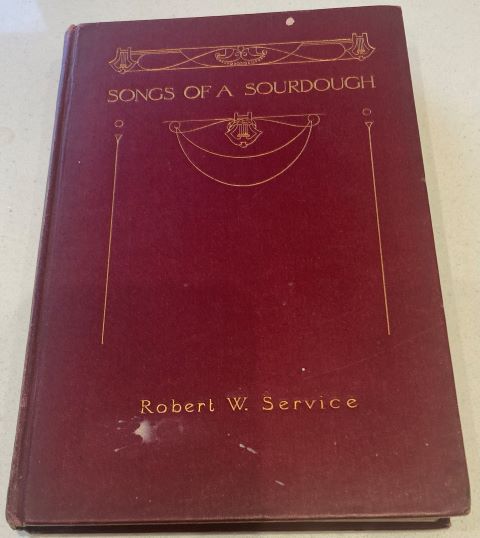 SONGS OF A SOURDOUGH
Robert W. Service